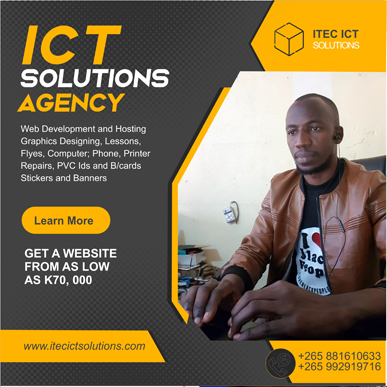 ICT
SOLUTIONS
AGENCY
ITEC ICT
SOLUTIONS
Web Development and Hosting
Graphics Designing, Lessons,
Flyes, Computer; Phone, Printer
Repairs, PVC Ids and B/cards
Stickers and Banners
Learn More
GET A WEBSITE
FROM AS LOW
AS K70, 000
I
Black
People
www.itecictsolutions.com
+265 881610633
+265 992919716